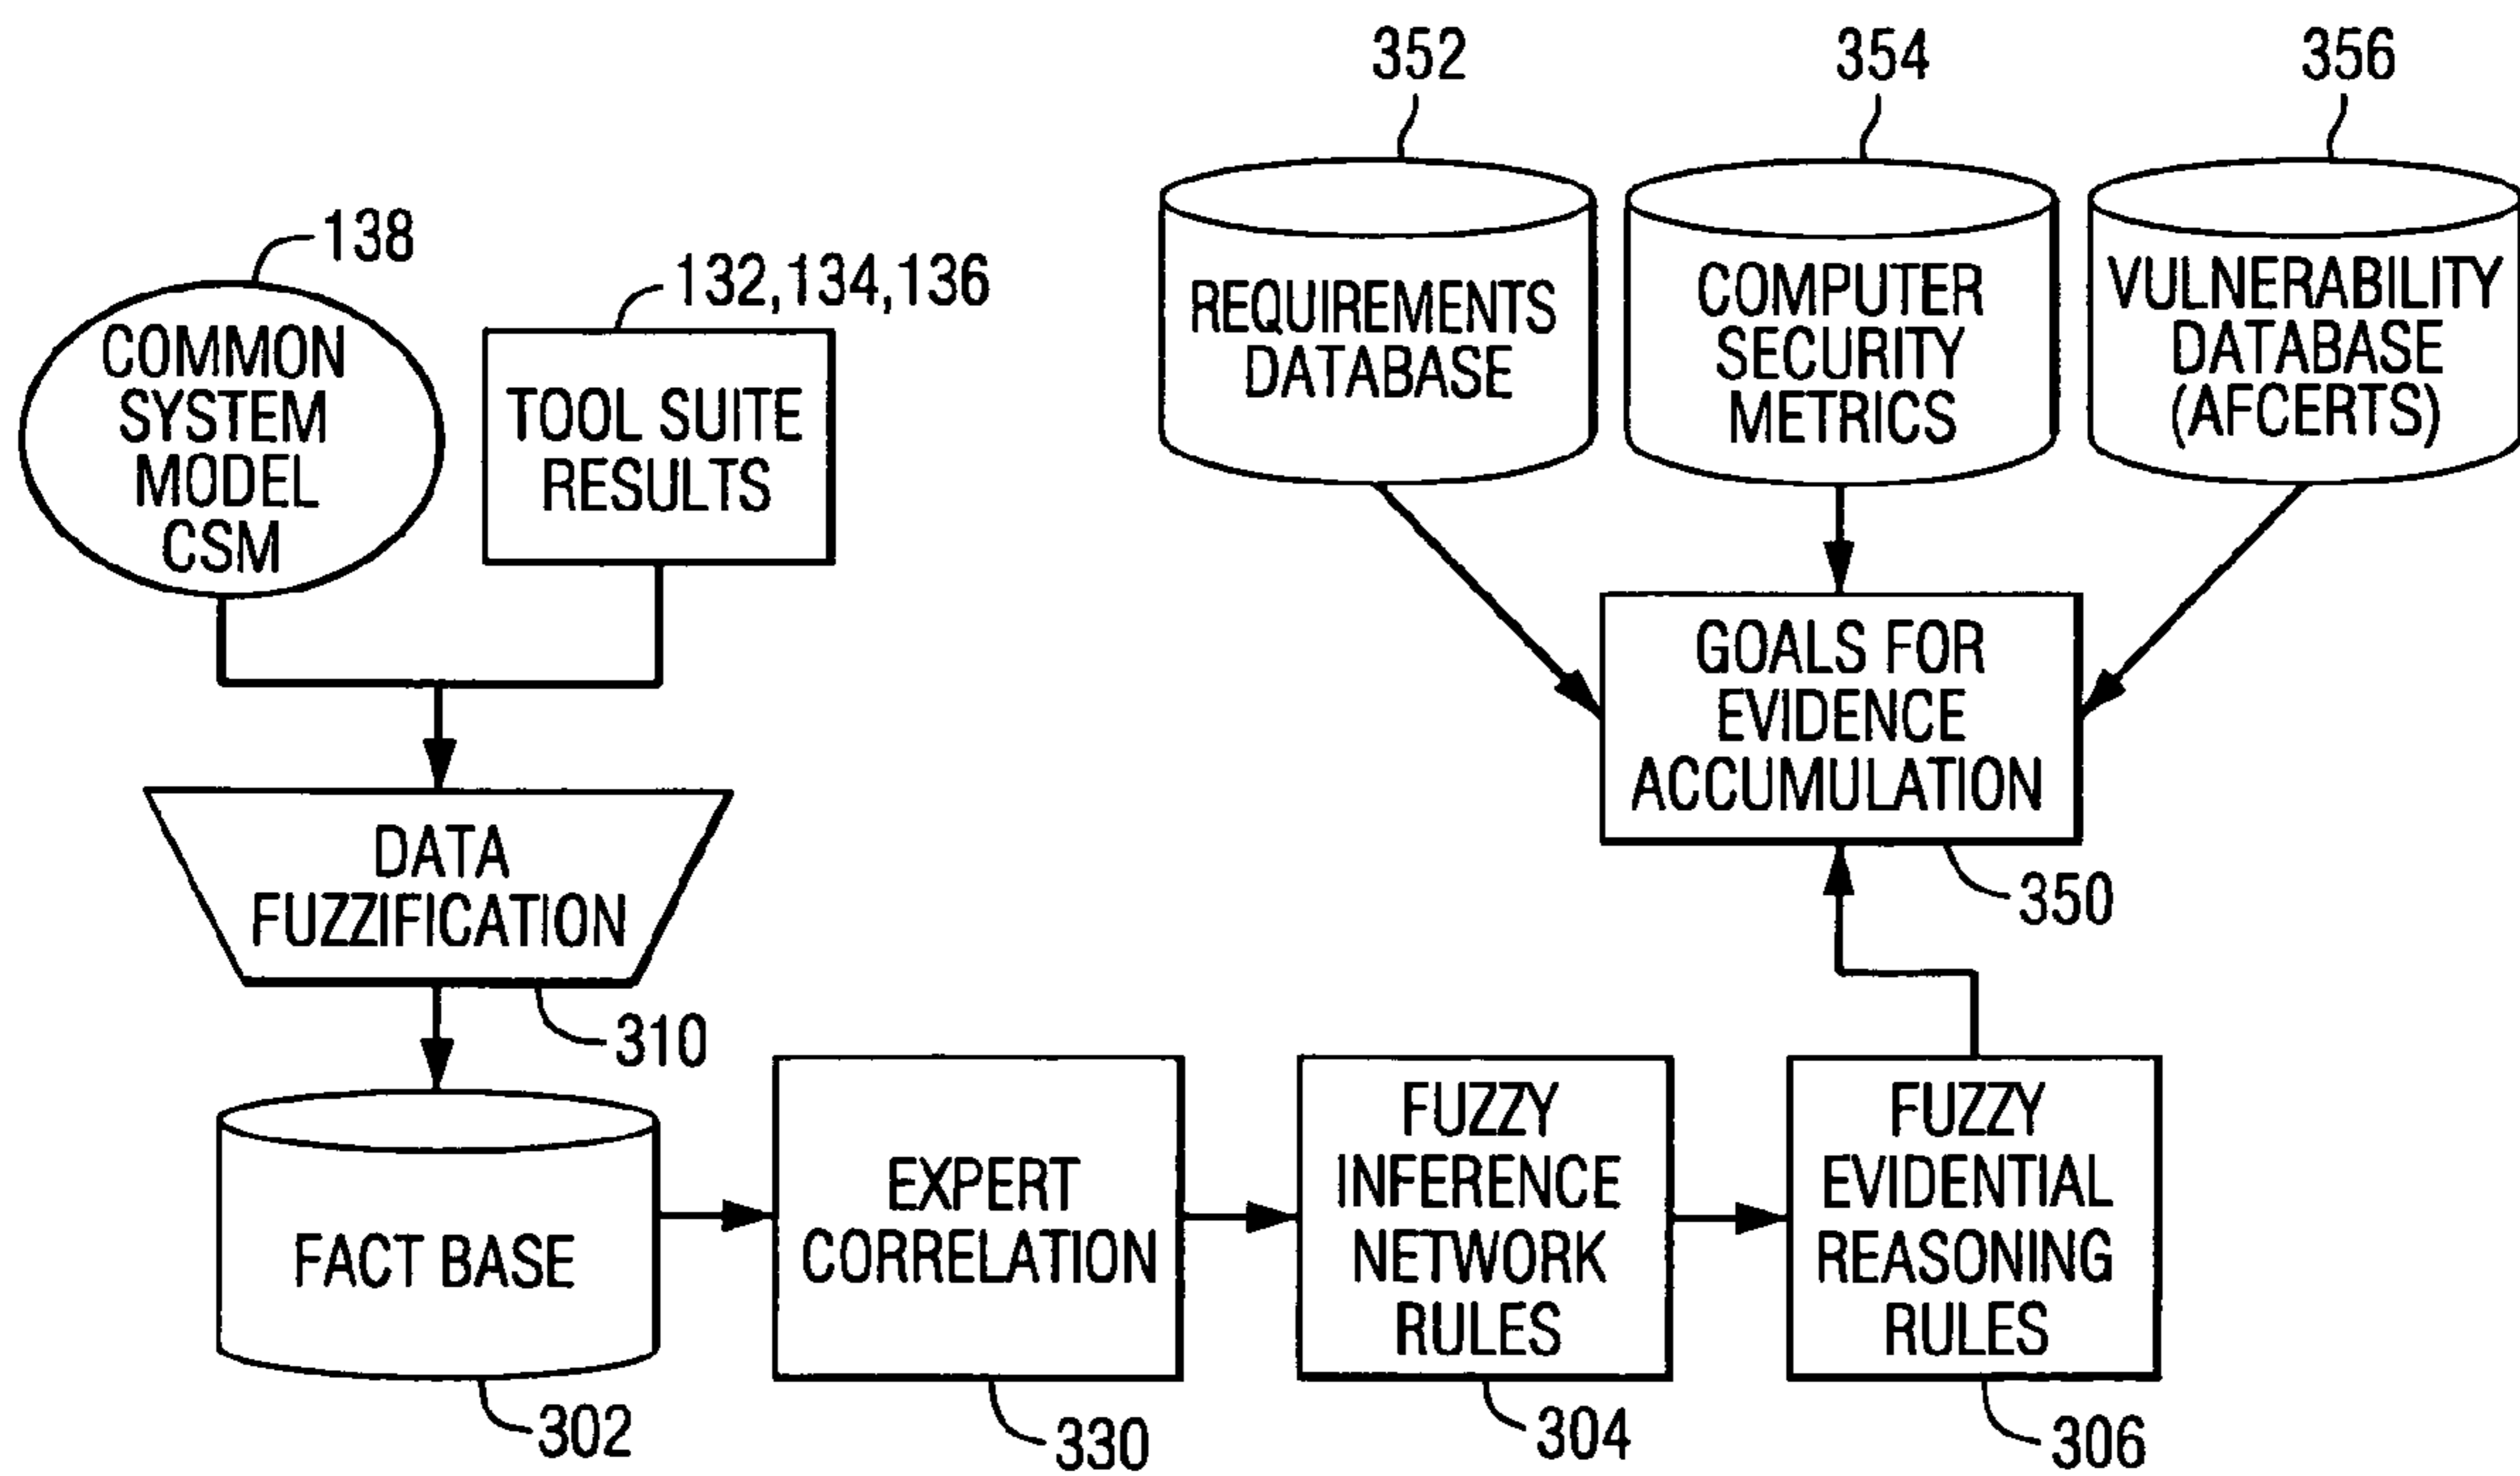 352
354
356
138
132,134,136
REQUIREMENTS
DATABASE
COMPUTER
SECURITY
METRICS
VULNERABILITY
DATABASE
(AFCERTS)
COMMON
SYSTEM
MODEL
CSM
TOOL SUITE
RESULTS
GOALS FOR
EVIDENCE
ACCUMULATION
350
DATA
FUZZIFICATION
310
FACT BASE
302
EXPERT
CORRELATION
330
FUZZY
INFERENCE
NETWORK
RULES
304
FUZZY
EVIDENTIAL
REASONING
RULES
306